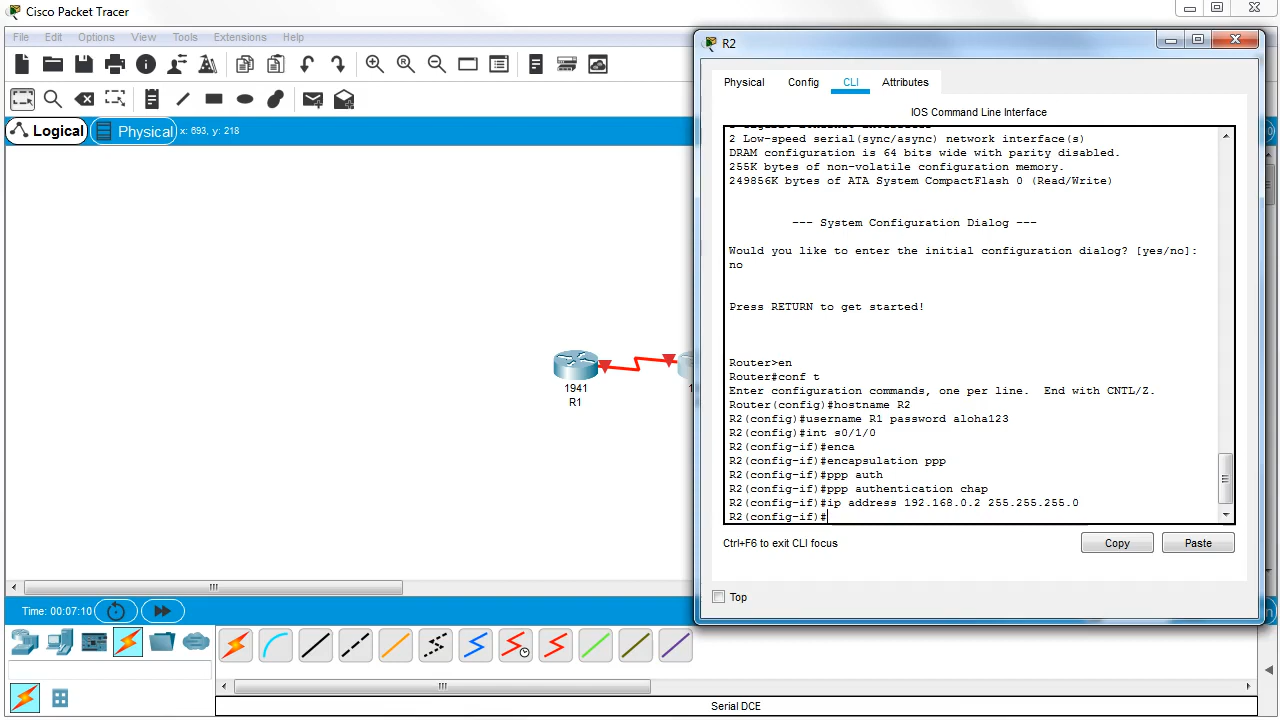 Cisco Packet Tracer
File Edit Options View Tools Extensions Help
Logical Physical x: 693, y: 218
1941
R1
Time: 00:07:10
Serial DCE
R2
Physical Config CLI Attributes
IOS Command Line Interface
2 Low-speed serial(sync/async) network interface(s)
DRAM configuration is 64 bits wide with parity disabled.
255K bytes of non-volatile configuration memory.
249856K bytes of ATA System CompactFlash 0 (Read/Write)
--- System Configuration Dialog ---
Would you like to enter the initial configuration dialog? [yes/no]:
no
Press RETURN to get started!
Router>en
Router#conf t
Enter configuration commands, one per line. End with CNTL/Z.
Router(config)#hostname R2
R2(config)#username R1 password aloha123
R2(config)#int s0/1/0
R2(config-if)#enca
R2(config-if)#encapsulation ppp
R2(config-if)#ppp auth
R2(config-if)#ppp authentication chap
R2(config-if)#ip address 192.168.0.2 255.255.255.0
R2(config-if)#
Ctrl+F6 to exit CLI focus
Copy Paste
Top